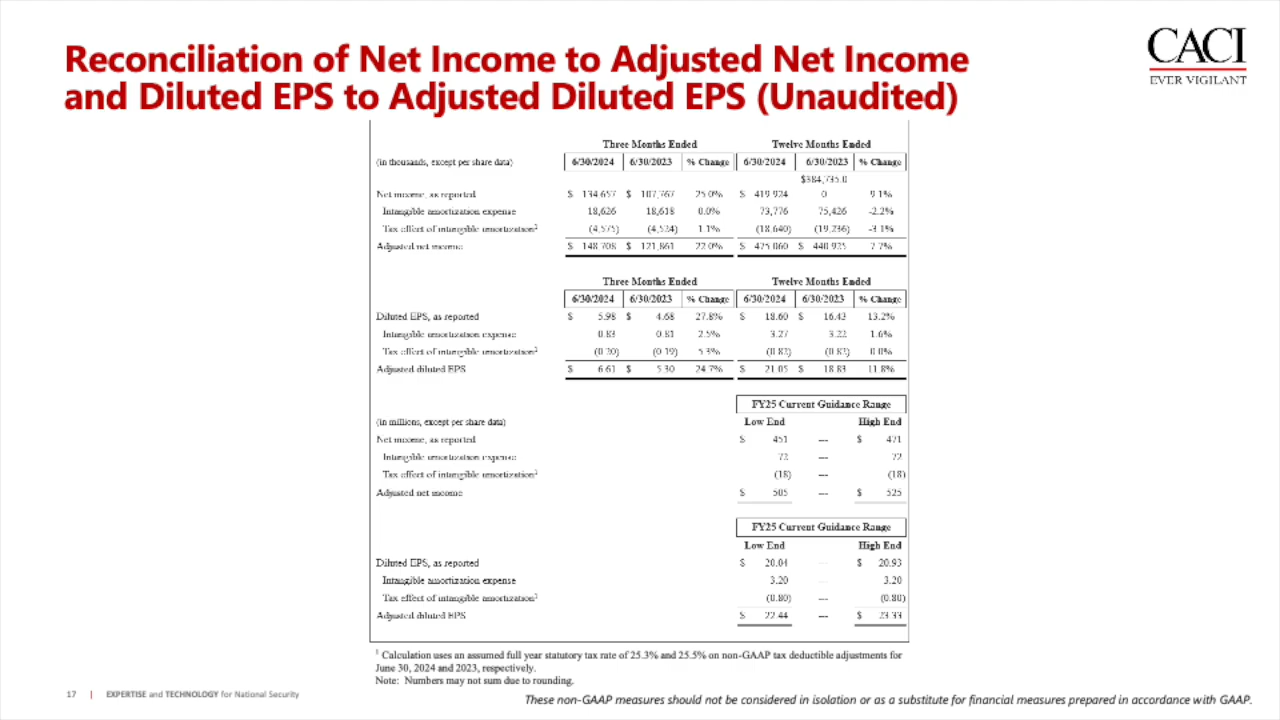 Reconciliation of Net Income to Adjusted Net Income
and Diluted EPS to Adjusted Diluted EPS (Unaudited)
CACI
EVER VIGILANT
Three Months Ended Twelve Months Ended
(in thousands, except per share data) 6/30/2024 6/30/2023 % Change 6/30/2024 6/30/2023 % Change
$384,735.0
Net income, as reported $ 134,657 $ 107,767 25.0% $ 419,924 0 9.1%
Intangible amortization expense 18,626 18,618 0.0% 73,776 75,426 -2.2%
Tax effect of intangible amortization¹ (4,575) (4,524) 1.1% (18,640) (19,236) -3.1%
Adjusted net income $ 148,708 $ 121,861 22.0% $ 475,060 $ 440,925 7.7%
Three Months Ended Twelve Months Ended
6/30/2024 6/30/2023 % Change 6/30/2024 6/30/2023 % Change
Diluted EPS, as reported $ 5.98 $ 4.68 27.8% $ 18.60 $ 16.43 13.2%
Intangible amortization expense 0.83 0.81 2.5% 3.27 3.22 1.6%
Tax effect of intangible amortization¹ (0.20) (0.19) 5.3% (0.82) (0.82) 0.0%
Adjusted diluted EPS $ 6.61 $ 5.30 24.7% $ 21.05 $ 18.83 11.8%
FY25 Current Guidance Range
(in millions, except per share data) Low End High End
Net income, as reported $ 451 --- $ 471
Intangible amortization expense 72 --- 72
Tax effect of intangible amortization¹ (18) --- (18)
Adjusted net income $ 505 --- $ 525
FY25 Current Guidance Range
Low End High End
Diluted EPS, as reported $ 20.04 --- $ 20.93
Intangible amortization expense 3.20 --- 3.20
Tax effect of intangible amortization¹ (0.80) --- (0.80)
Adjusted diluted EPS $ 22.44 --- $ 23.33
¹ Calculation uses an assumed full year statutory tax rate of 25.3% and 25.5% on non-GAAP tax deductible adjustments for
June 30, 2024 and 2023, respectively.
Note: Numbers may not sum due to rounding.
17 | EXPERTISE and TECHNOLOGY for National Security
These non-GAAP measures should not be considered in isolation or as a substitute for financial measures prepared in accordance with GAAP.